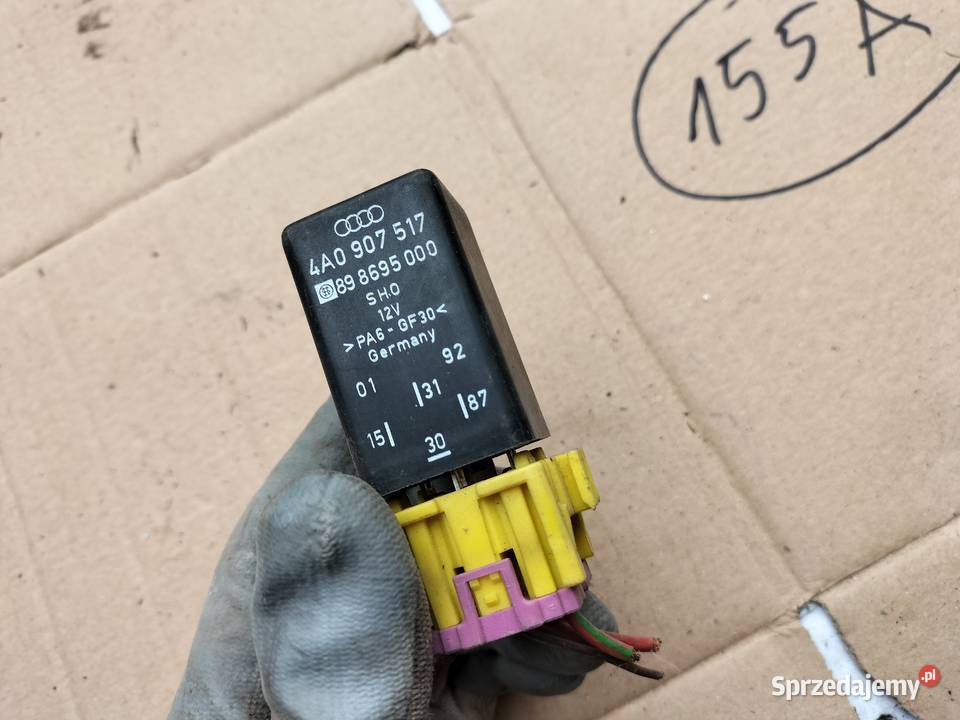 155A
4A0 907 517
89 8695 000
SH.O
12V
>PA6-GF30<
Germany
01 92
31
87
15
30
Sprzedajemy.pl